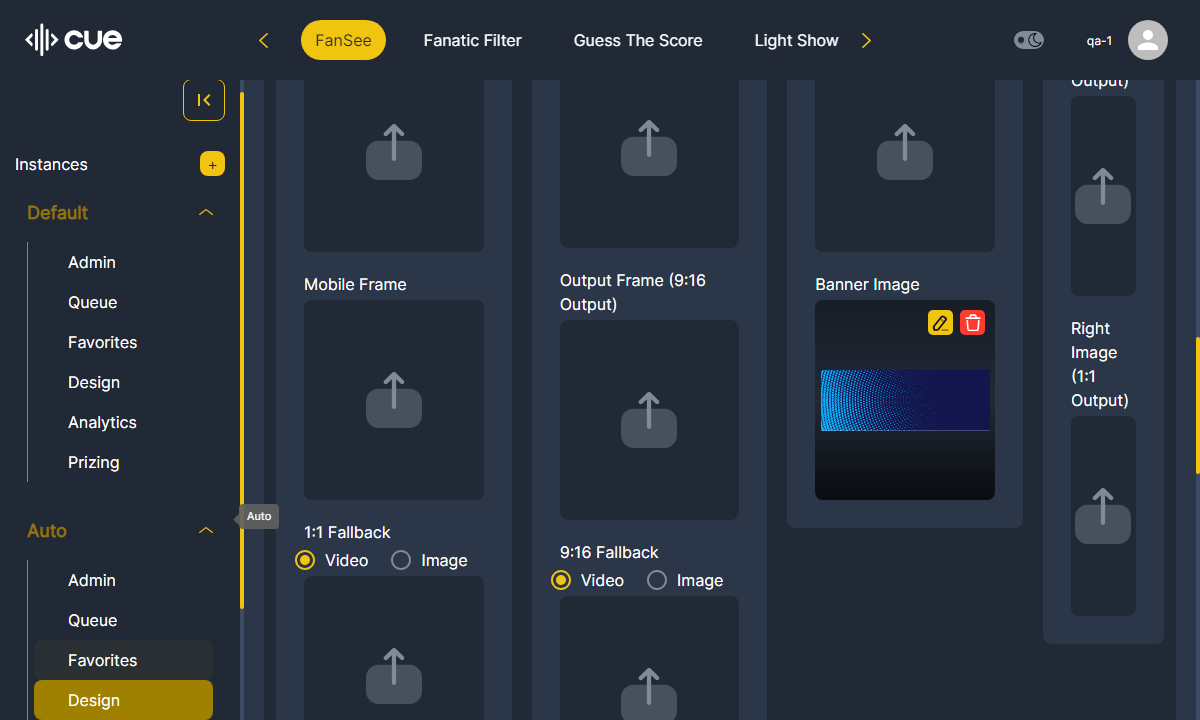 cue
FanSee
Fanatic Filter
Guess The Score
Light Show
qa-1
Instances
+
Default
Admin
Queue
Favorites
Design
Analytics
Prizing
Auto
Admin
Queue
Favorites
Design
Auto
Mobile Frame
1:1 Fallback
Video
Image
Output Frame (9:16
Output)
9:16 Fallback
Video
Image
Banner Image
Output)
Right
Image
(1:1
Output)